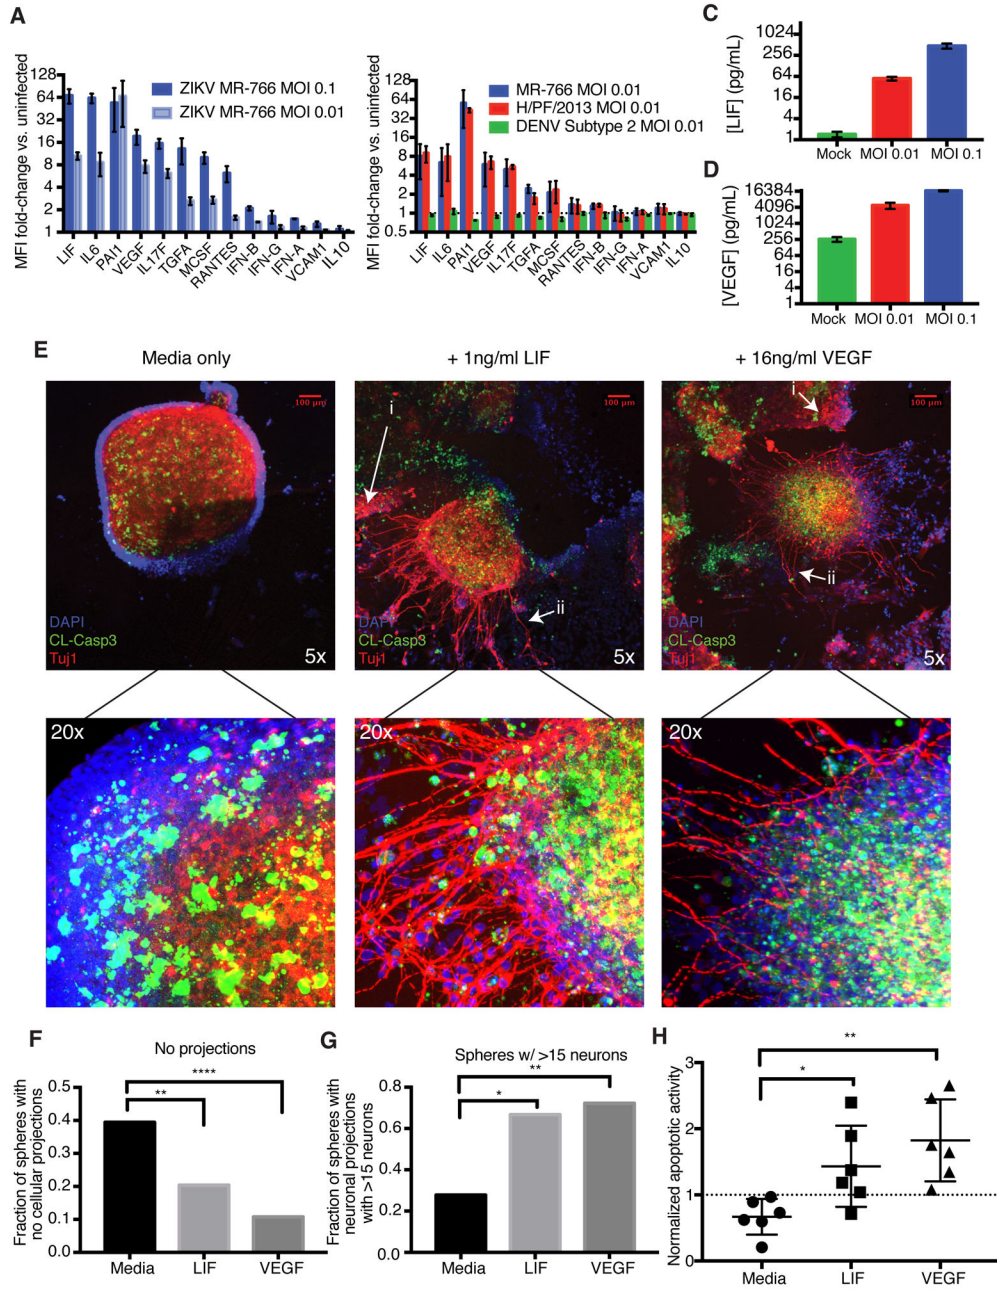 A
MFI fold-change vs. uninfected
128
64
32
16
8
4
2
1
ZIKV MR-766 MOI 0.1
ZIKV MR-766 MOI 0.01
LIF
IL6
PAI1
VEGF
IL17F
TGFA
MCSF
RANTES
IFN-B
IFN-G
IFN-A
VCAM1
IL10
MFI fold-change vs. uninfected
128
64
32
16
8
4
2
1
0.5
MR-766 MOI 0.01
H/PF/2013 MOI 0.01
DENV Subtype 2 MOI 0.01
LIF
IL6
PAI1
VEGF
IL17F
TGFA
MCSF
RANTES
IFN-B
IFN-G
IFN-A
VCAM1
IL10
C
[LIF] (pg/mL)
1024
256
64
16
4
1
Mock
MOI 0.01
MOI 0.1
D
[VEGF] (pg/mL)
16384
4096
1024
256
64
16
4
1
Mock
MOI 0.01
MOI 0.1
E
Media only
+ 1ng/ml LIF
+ 16ng/ml VEGF
100 μm
DAPI
CL-Casp3
Tuj1
5x
100 μm
i
ii
DAPI
CL-Casp3
Tuj1
5x
100 μm
i
ii
DAPI
CL-Casp3
Tuj1
5x
20x
20x
20x
F
No projections
Fraction of spheres with
no cellular projections
0.5
0.4
0.3
0.2
0.1
0.0
****
**
Media
LIF
VEGF
G
Spheres w/ >15 neurons
Fraction of spheres with
neuronal projections
with >15 neurons
0.8
0.6
0.4
0.2
0.0
**
*
Media
LIF
VEGF
H
Normalized apoptotic activity
3
2
1
0
**
*
Media
LIF
VEGF